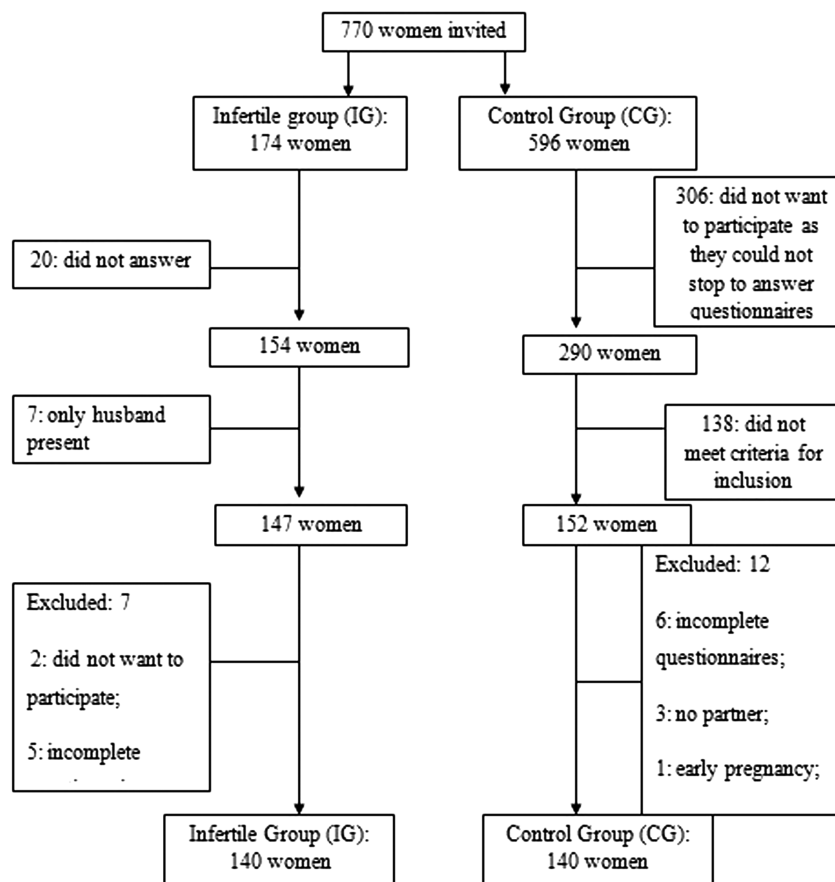 770 women invited
Infertile group (IG):
174 women
Control Group (CG):
596 women
306: did not want
to participate as
they could not
stop to answer
questionnaires
20: did not answer
154 women
290 women
7: only husband
present
138: did not
meet criteria for
inclusion
147 women
152 women
Excluded: 7
2: did not want to
participate;
5: incomplete
Excluded: 12
6: incomplete
questionnaires;
3: no partner;
1: early pregnancy;
Infertile Group (IG):
140 women
Control Group (CG):
140 women